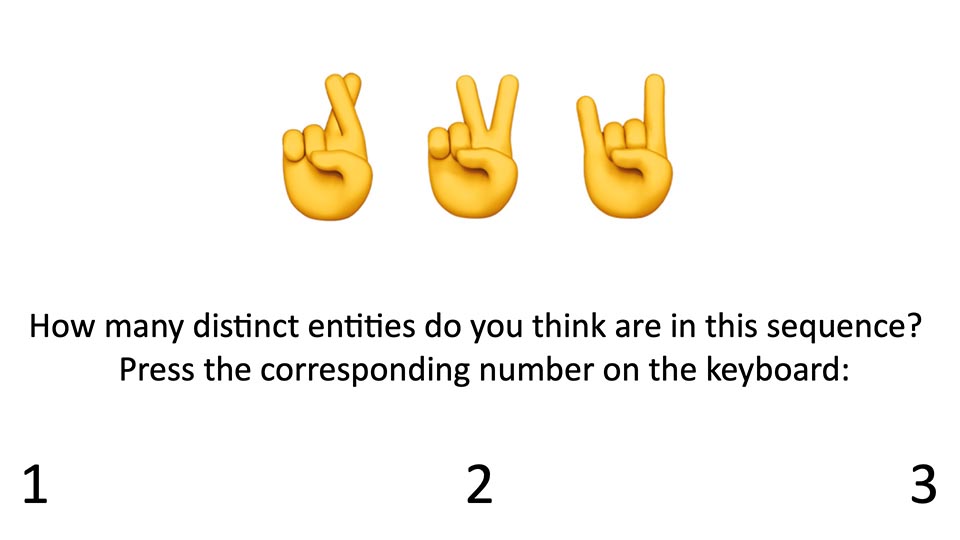 How many distinct entities do you think are in this sequence?
Press the corresponding number on the keyboard:
1 2 3